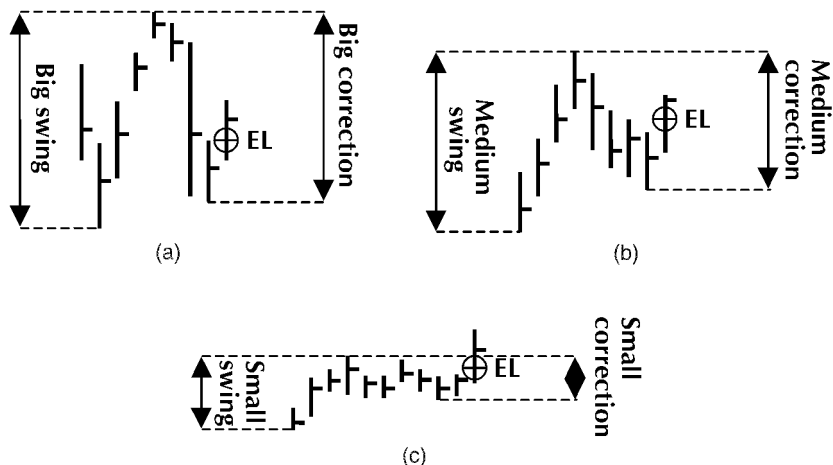 Big swing
EL
Big correction
(a)
Medium
swing
EL
Medium
correction
(b)
Small
swing
EL
Small
correction
(c)